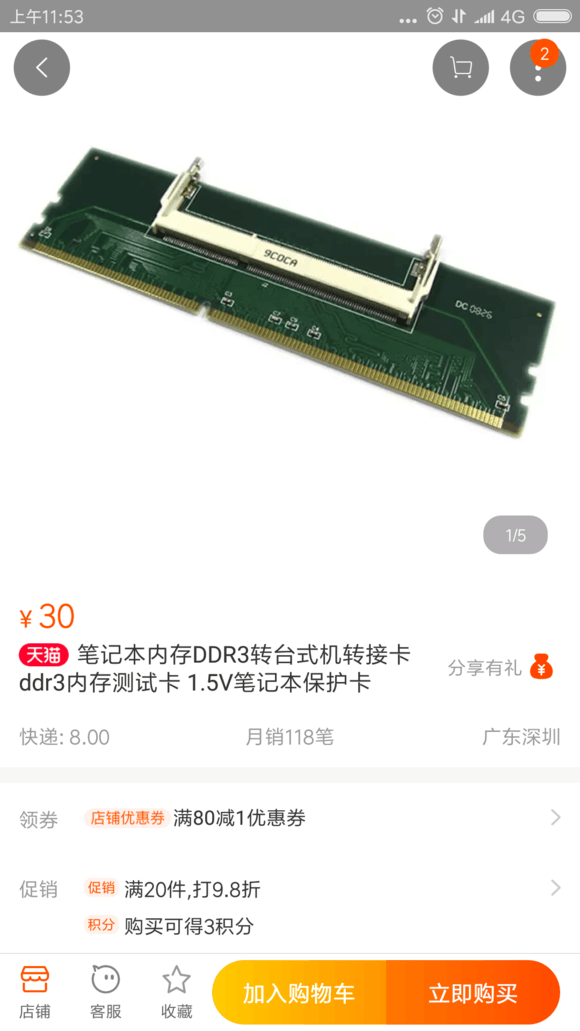 上午11:53
... 4G
2
9C0CA
DC0826
1/5
¥30
天猫 笔记本内存DDR3转台式机转接卡
ddr3内存测试卡 1.5V笔记本保护卡
分享有礼 ¥
快递: 8.00 月销118笔 广东深圳
领券 店铺优惠券 满80减1优惠券
促销 促销 满20件,打9.8折
积分 购买可得3积分
店铺 客服 收藏 加入购物车 立即购买